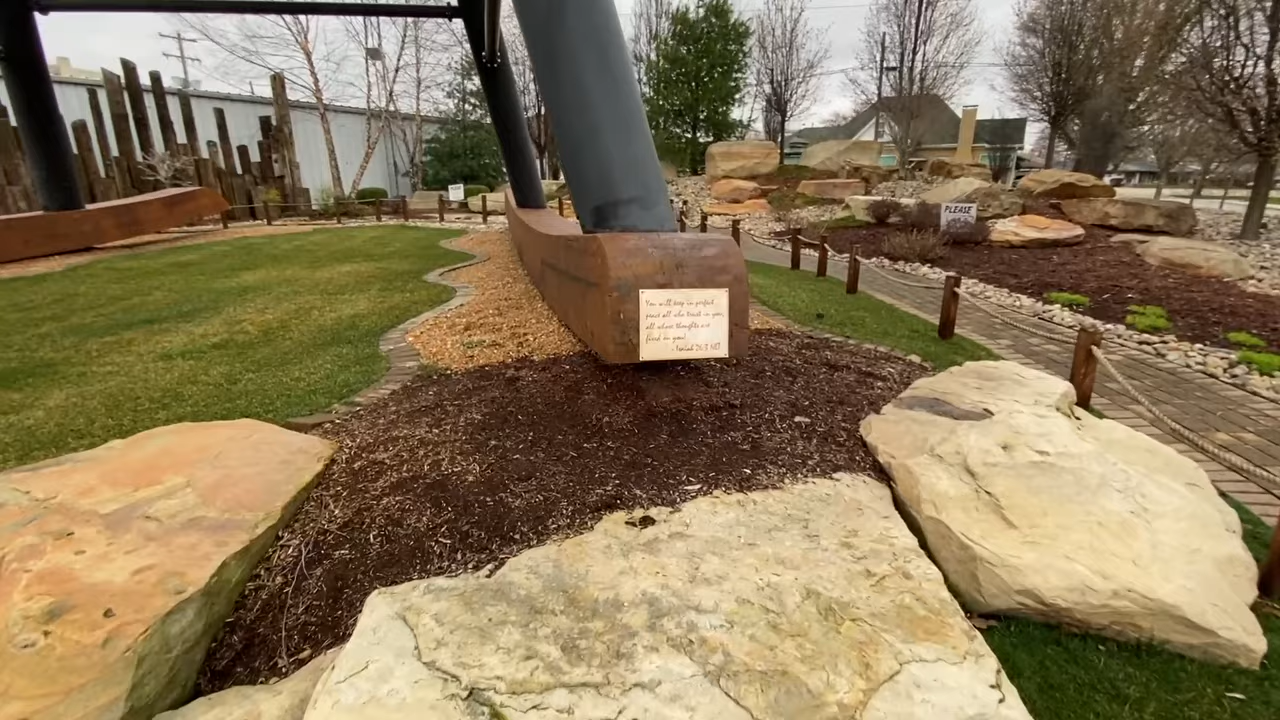 You will keep in perfect
peace all who trust in you,
all whose thoughts are
fixed in you!
- Isaiah 26:3 NLT
PLEASE